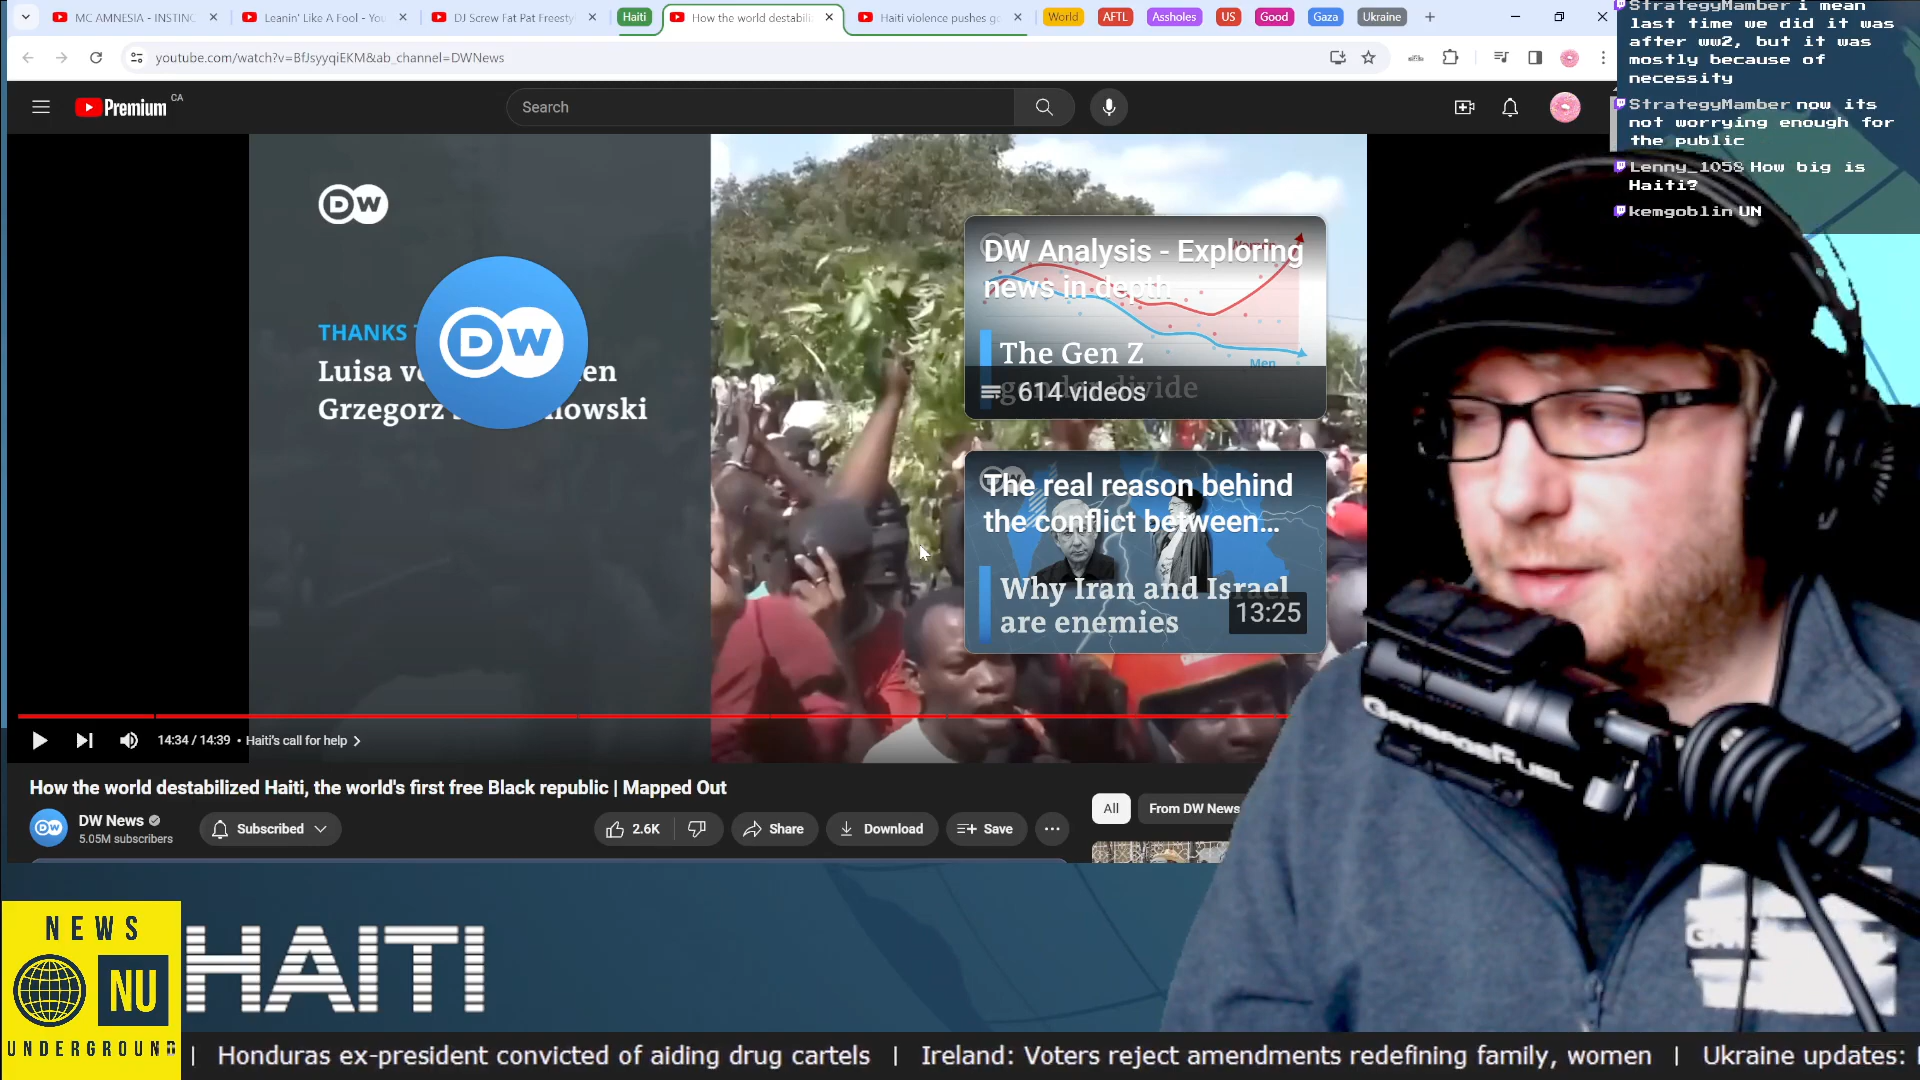 MC AMNESIA - INSTINC
Leanin' Like A Fool - You
DJ Screw Fat Pat Freesty
Haiti
How the world destabili
Haiti violence pushes go
World
AFTL
Assholes
US
Good
Gaza
Ukraine
youtube.com/watch?v=BfJsyyqiEKM&ab_channel=DWNews
Premium CA
Search
StrategyMamber i mean
last time we did it was
after ww2, but it was
mostly because of
necessity
StrategyMamber now its
not worrying enough for
the public
Lenny_1058 How big is
Haiti?
kemgoblin UN
DW
THANKS
DW
Luisa
Grzegorz
DW Analysis - Exploring
news in depth
Women
Men
The Gen Z
gender divide
614 videos
The real reason behind
the conflict between...
Why Iran and Israel
are enemies
13:25
14:34 / 14:39 • Haiti's call for help
How the world destabilized Haiti, the world's first free Black republic | Mapped Out
DW News
5.05M subscribers
Subscribed
2.6K
Share
Download
Save
All
From DW News
GamerFuel
NEWS
NU
UNDERGROUND
HAITI
| Honduras ex-president convicted of aiding drug cartels | Ireland: Voters reject amendments redefining family, women | Ukraine updates: